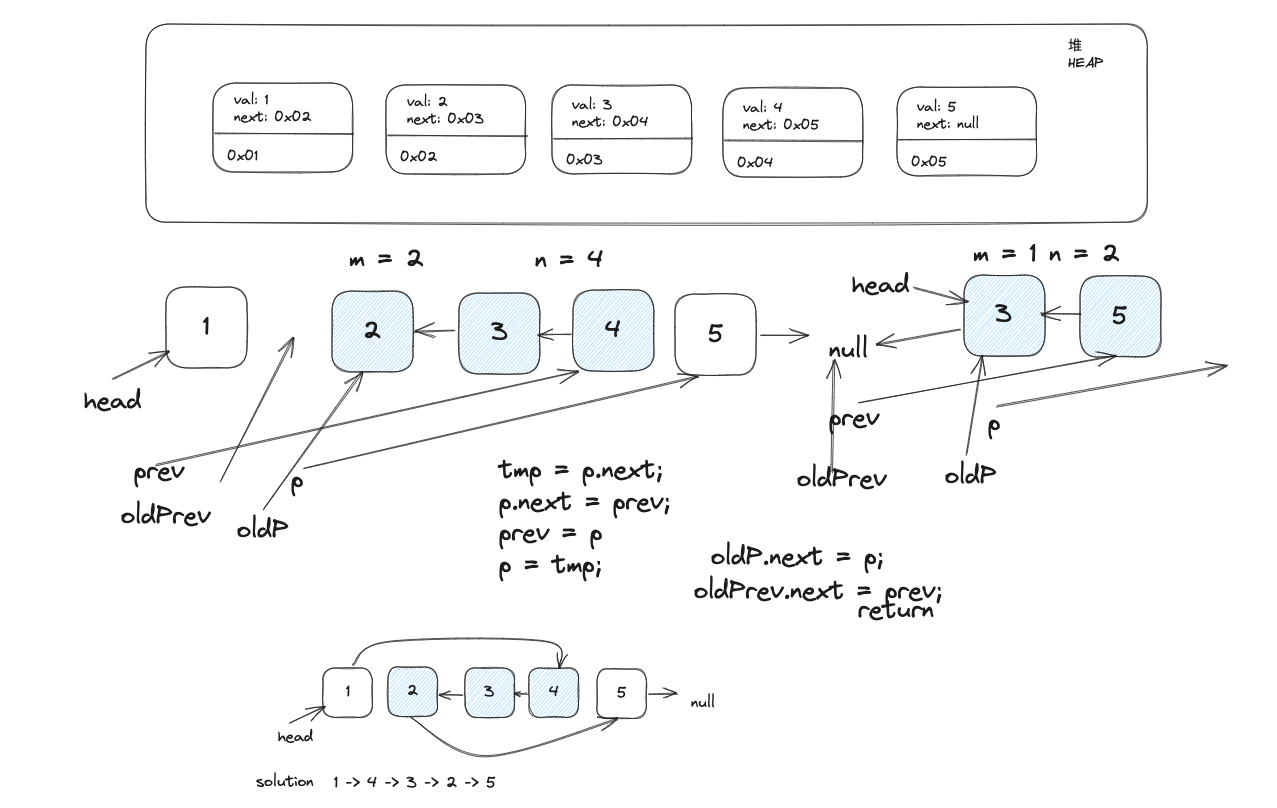 堆
HEAP
val: 1
next: 0x02
0x01
val: 2
next: 0x03
0x02
val: 3
next: 0x04
0x03
val: 4
next: 0x05
0x04
val: 5
next: null
0x05
m = 2
n = 4
1
2
3
4
5
head
prev
oldPrev
p
oldP
m = 1 n = 2
head
3
5
null
prev
p
oldPrev
oldP
tmp = p.next;
p.next = prev;
prev = p
p = tmp;
oldP.next = p;
oldPrev.next = prev;
return
1
2
3
4
5
null
head
solution 1 -> 4 -> 3 -> 2 -> 5